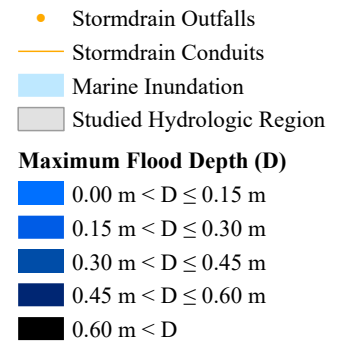 Stormdrain Outfalls
Stormdrain Conduits
Marine Inundation
Studied Hydrologic Region
Maximum Flood Depth (D)
0.00 m < D ≤ 0.15 m
0.15 m < D ≤ 0.30 m
0.30 m < D ≤ 0.45 m
0.45 m < D ≤ 0.60 m
0.60 m < D